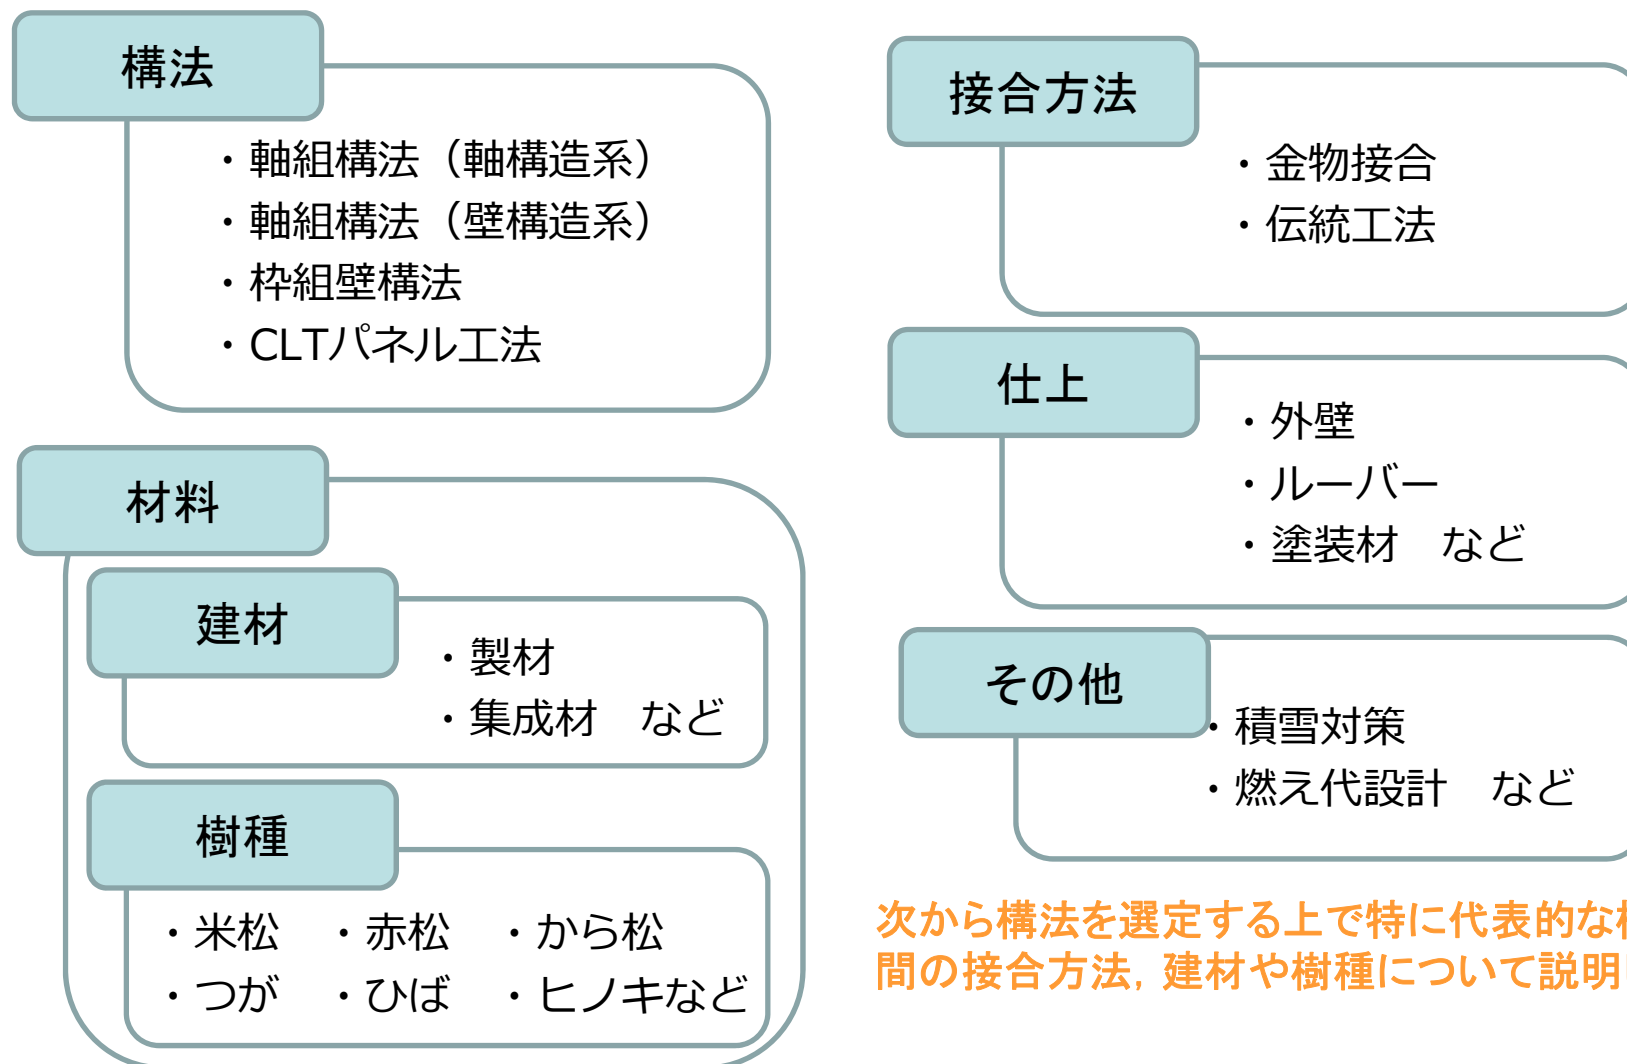 構法
・軸組構法（軸構造系）
・軸組構法（壁構造系）
・枠組壁構法
・CLTパネル工法
材料
建材
・製材
・集成材　など
樹種
・米松　・赤松　・から松
・つが　・ひば　・ヒノキなど
接合方法
・金物接合
・伝統工法
仕上
・外壁
・ルーバー
・塗装材　など
その他
・積雪対策
・燃え代設計　など
次から構法を選定する上で特に代表的な
間の接合方法，建材や樹種について説明